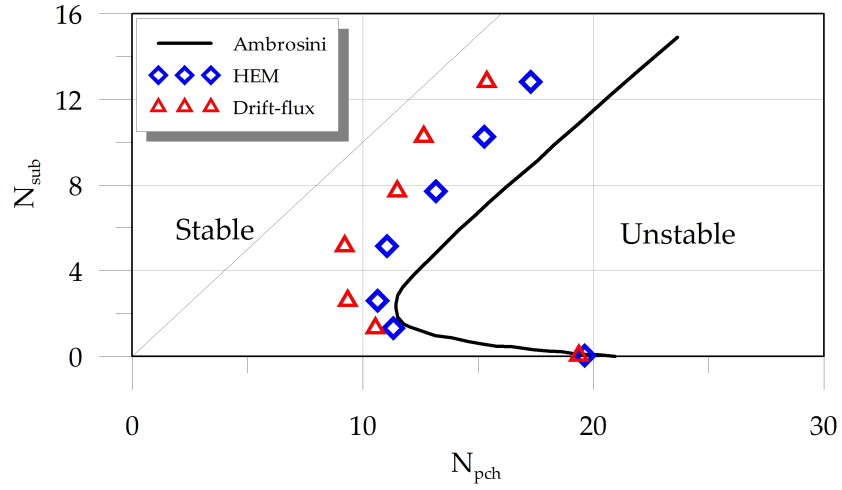 16
12
8
4
0
N_sub
Ambrosini
HEM
Drift-flux
Stable
Unstable
0
10
20
30
N_pch